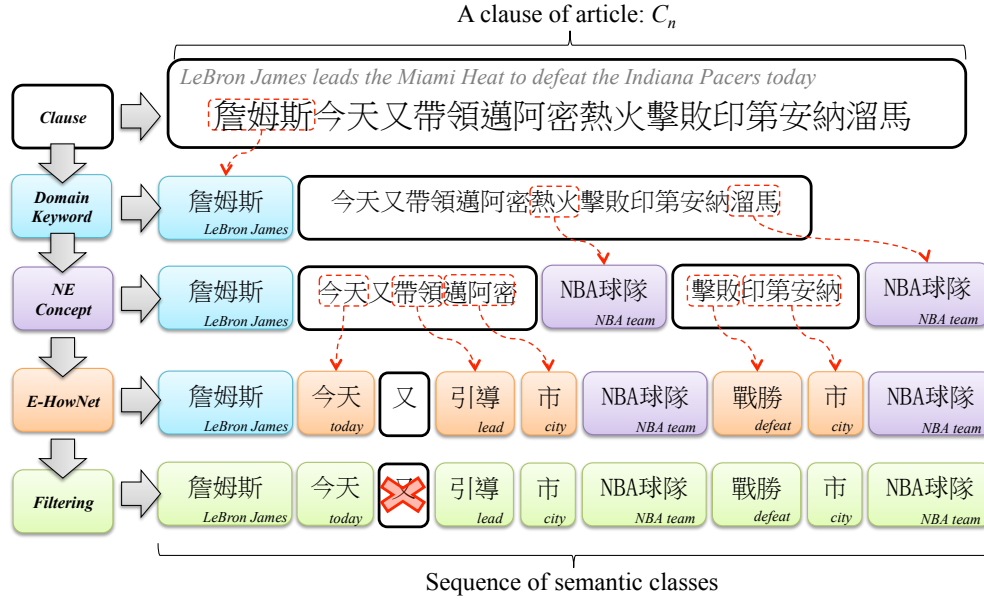 A clause of article: Cn
LeBron James leads the Miami Heat to defeat the Indiana Pacers today
Clause
詹姆斯今天又帶領邁阿密熱火擊敗印第安納溜馬
Domain
Keyword
詹姆斯
LeBron James
今天又帶領邁阿密熱火擊敗印第安納溜馬
NE
Concept
詹姆斯
LeBron James
今天又帶領邁阿密
NBA球隊
NBA team
擊敗印第安納
NBA球隊
NBA team
E-HowNet
詹姆斯
LeBron James
今天
today
又
引導
lead
市
city
NBA球隊
NBA team
戰勝
defeat
市
city
NBA球隊
NBA team
Filtering
詹姆斯
LeBron James
今天
today
又
引導
lead
市
city
NBA球隊
NBA team
戰勝
defeat
市
city
NBA球隊
NBA team
Sequence of semantic classes